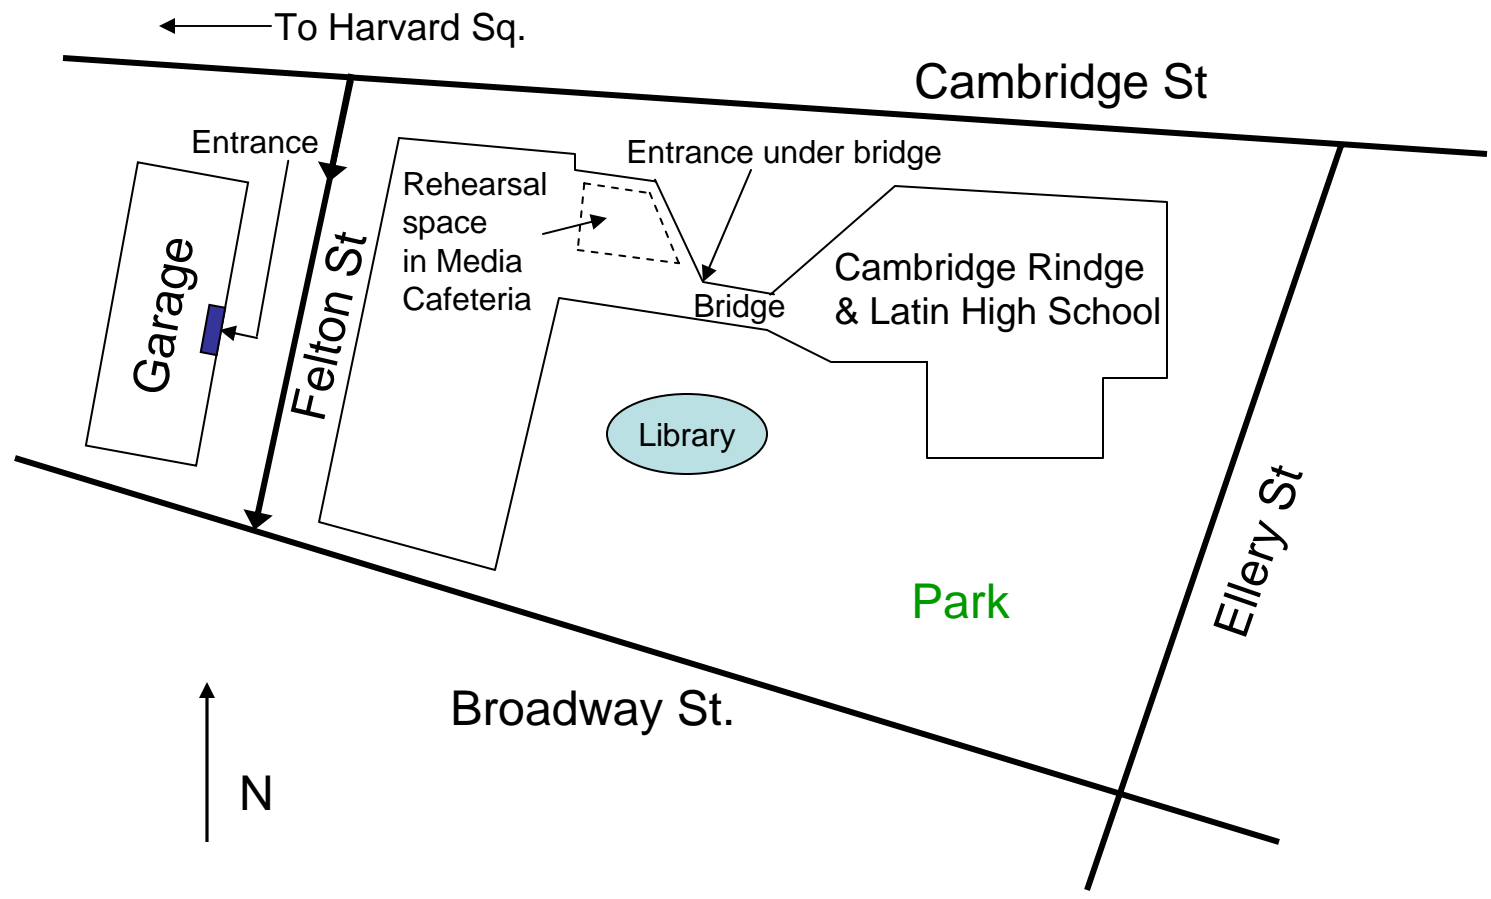 To Harvard Sq.
Cambridge St
Entrance
Entrance under bridge
Rehearsal
space
in Media
Cafeteria
Garage
Felton St
Bridge
Cambridge Rindge
& Latin High School
Library
Ellery St
Park
Broadway St.
N